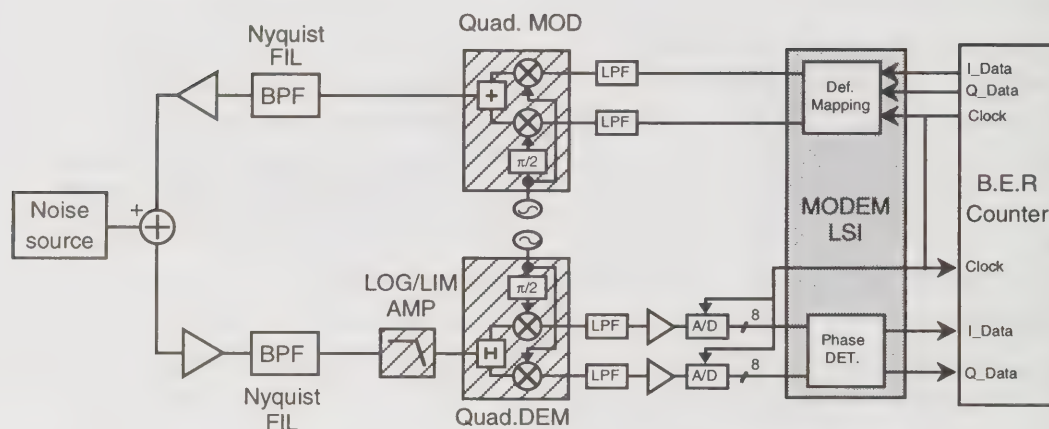 Quad. MOD
Nyquist
FIL
BPF
+
LPF
LPF
π/2
Def.
Mapping
I_Data
Q_Data
Clock
B.E.R
Counter
MODEM
LSI
Noise
source
+
LOG/LIM
AMP
π/2
H
BPF
Nyquist
FIL
Quad.DEM
LPF
A/D
8
LPF
A/D
8
Phase
DET.
Clock
I_Data
Q_Data